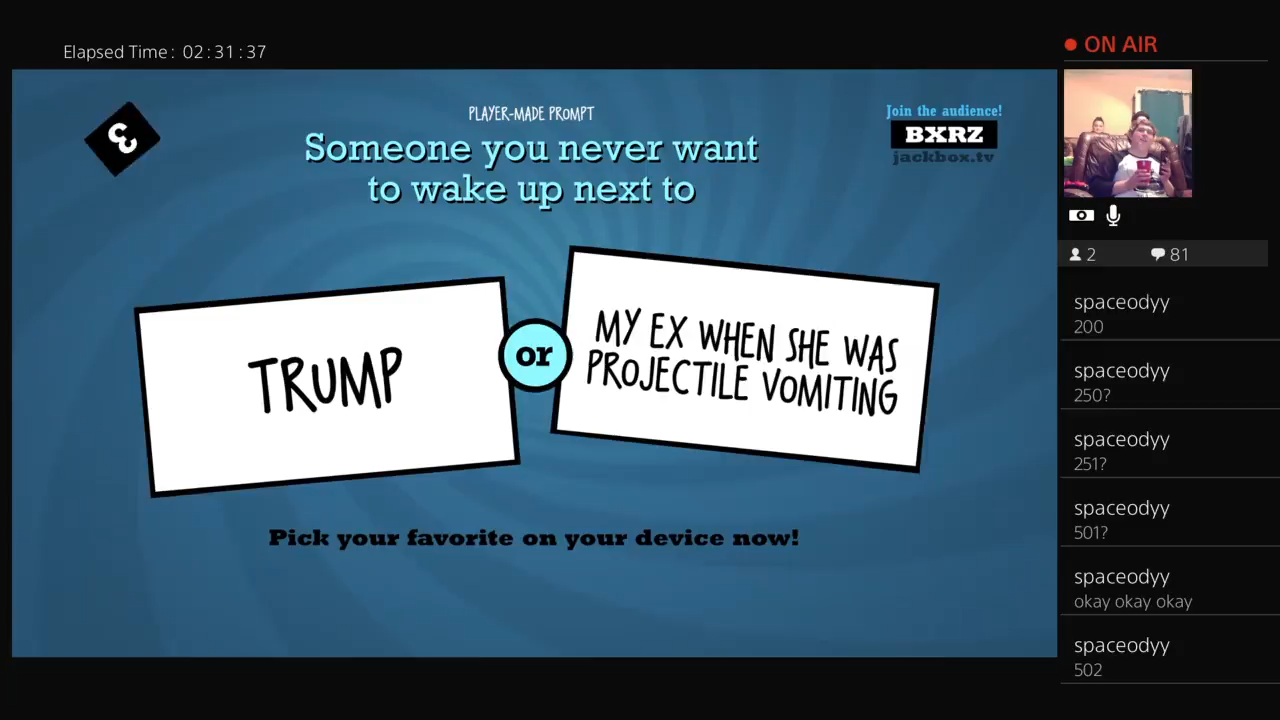 Elapsed Time: 02:31:37
ON AIR
3
PLAYER-MADE PROMPT
Someone you never want
to wake up next to
Join the audience!
BXRZ
jackbox.tv
TRUMP
or
MY EX WHEN SHE WAS
PROJECTILE VOMITING
Pick your favorite on your device now!
2
81
spaceodyy
200
spaceodyy
250?
spaceodyy
251?
spaceodyy
501?
spaceodyy
okay okay okay
spaceodyy
502